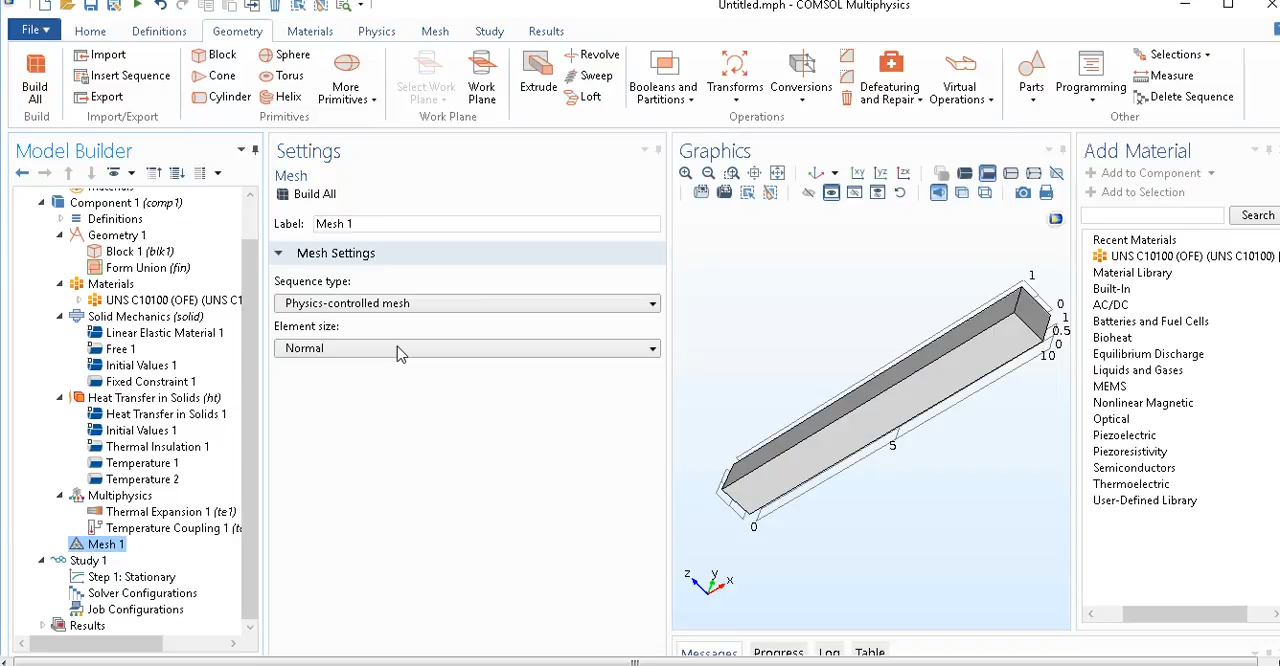 Untitled.mph - COMSOL Multiphysics
File
Home
Definitions
Geometry
Materials
Physics
Mesh
Study
Results
Build All
Build
Import
Insert Sequence
Export
Import/Export
Block
Cone
Cylinder
Sphere
Torus
Helix
More Primitives
Primitives
Select Work Plane
Work Plane
Work Plane
Extrude
Revolve
Sweep
Loft
Booleans and Partitions
Transforms
Conversions
Defeaturing and Repair
Virtual Operations
Operations
Parts
Programming
Selections
Measure
Delete Sequence
Other
Model Builder
Materials
Component 1 (comp1)
Definitions
Geometry 1
Block 1 (blk1)
Form Union (fin)
Materials
UNS C10100 (OFE) (UNS C1
Solid Mechanics (solid)
Linear Elastic Material 1
Free 1
Initial Values 1
Fixed Constraint 1
Heat Transfer in Solids (ht)
Heat Transfer in Solids 1
Initial Values 1
Thermal Insulation 1
Temperature 1
Temperature 2
Multiphysics
Thermal Expansion 1 (te1)
Temperature Coupling 1 (t
Mesh 1
Study 1
Step 1: Stationary
Solver Configurations
Job Configurations
Results
Settings
Mesh
Build All
Label: Mesh 1
Mesh Settings
Sequence type:
Physics-controlled mesh
Element size:
Normal
Graphics
xy
yz
zx
1
0
1
0.5
0
10
5
0
z
y
x
Messages
Progress
Log
Table
Add Material
Add to Component
Add to Selection
Search
Recent Materials
UNS C10100 (OFE) (UNS C10100)
Material Library
Built-In
AC/DC
Batteries and Fuel Cells
Bioheat
Equilibrium Discharge
Liquids and Gases
MEMS
Nonlinear Magnetic
Optical
Piezoelectric
Piezoresistivity
Semiconductors
Thermoelectric
User-Defined Library